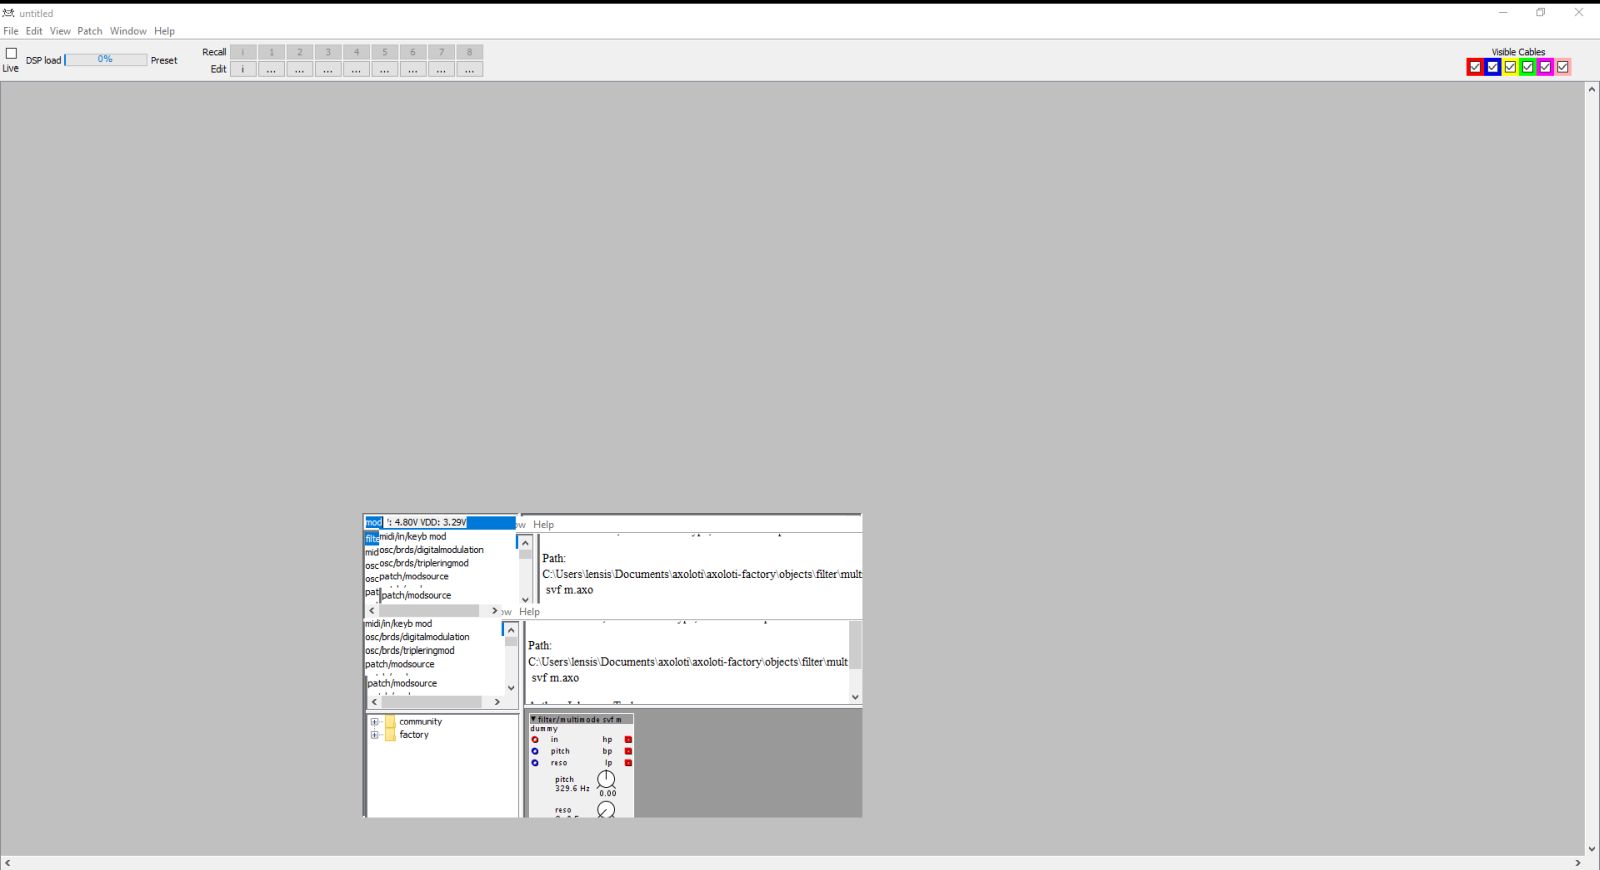 untitled
File Edit View Patch Window Help
Live
DSP load 0% Preset
Recall i 1 2 3 4 5 6 7 8
Edit i ... ... ... ... ... ... ... ...
Visible Cables
mod : 4.80V VDD: 3.29V
ow Help
filte midi/in/keyb mod
mid osc/brds/digitalmodulation
osc osc/brds/tripleringmod
osc patch/modsource
pat patch/modsource
Path:
C:\Users\lensis\Documents\axoloti\axoloti-factory\objects\filter\mult
svf m.axo
ow Help
midi/in/keyb mod
osc/brds/digitalmodulation
osc/brds/tripleringmod
patch/modsource
patch/modsource
Path:
C:\Users\lensis\Documents\axoloti\axoloti-factory\objects\filter\mult
svf m.axo
community
factory
filter/multimode svf m
dummy
in hp
pitch bp
reso lp
pitch
329.6 Hz
0.00
reso